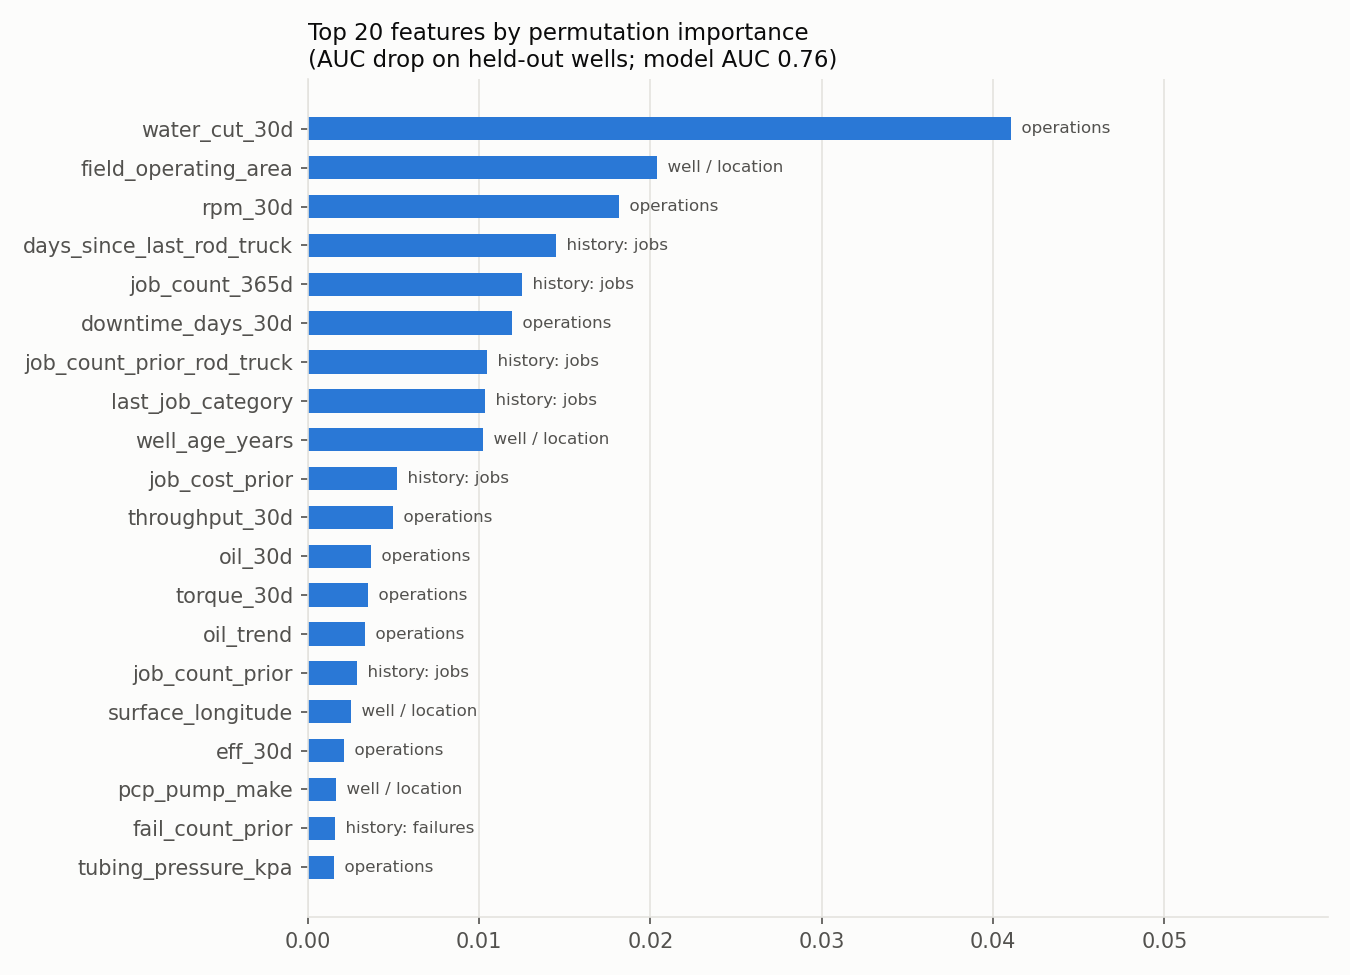 Top 20 features by permutation importance
(AUC drop on held-out wells; model AUC 0.76)
water_cut_30d operations
field_operating_area well / location
rpm_30d operations
days_since_last_rod_truck history: jobs
job_count_365d history: jobs
downtime_days_30d operations
job_count_prior_rod_truck history: jobs
last_job_category history: jobs
well_age_years well / location
job_cost_prior history: jobs
throughput_30d operations
oil_30d operations
torque_30d operations
oil_trend operations
job_count_prior history: jobs
surface_longitude well / location
eff_30d operations
pcp_pump_make well / location
fail_count_prior history: failures
tubing_pressure_kpa operations
0.00 0.01 0.02 0.03 0.04 0.05